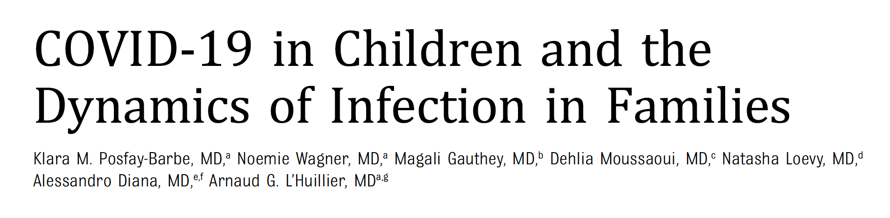 COVID-19 in Children and the
Dynamics of Infection in Families
Klara M. Posfay-Barbe, MD,ᵃ Noemie Wagner, MD,ᵃ Magali Gauthey, MD,ᵇ Dehlia Moussaoui, MD,ᶜ Natasha Loevy, MD,ᵈ
Alessandro Diana, MD,ᵉ,ᶠ Arnaud G. L'Huillier, MDᵃ,ᵍ